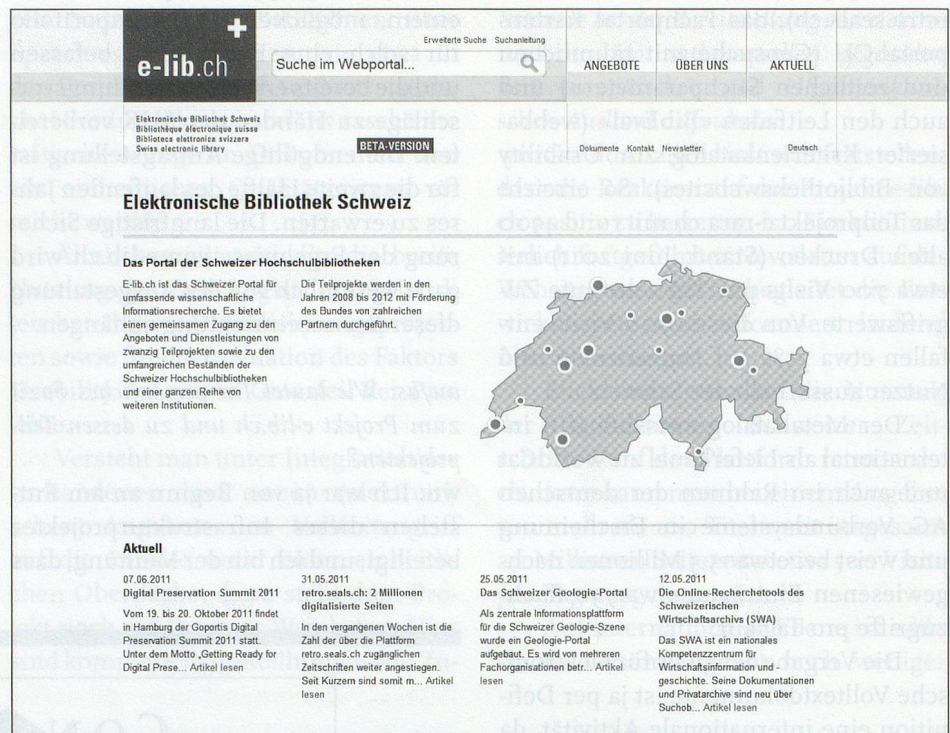 Erweiterte Suche Suchanleitung
e-lib.ch
Suche im Webportal...
ANGEBOTE ÜBER UNS AKTUELL
Elektronische Bibliothek Schweiz
Bibliothèque électronique suisse
Biblioteca elettronica svizzera
Swiss electronic library
BETA-VERSION
Dokumente Kontakt Newsletter Deutsch
Elektronische Bibliothek Schweiz
Das Portal der Schweizer Hochschulbibliotheken
E-lib.ch ist das Schweizer Portal für
umfassende wissenschaftliche
Informationsrecherche. Es bietet
einen gemeinsamen Zugang zu den
Angeboten und Dienstleistungen von
zwanzig Teilprojekten sowie zu den
umfangreichen Beständen der
Schweizer Hochschulbibliotheken
und einer ganzen Reihe von
weiteren Institutionen.
Die Teilprojekte werden in den
Jahren 2008 bis 2012 mit Förderung
des Bundes von zahlreichen
Partnern durchgeführt.
Aktuell
07.06.2011
Digital Preservation Summit 2011
Vom 19. bis 20. Oktober 2011 findet
in Hamburg der Goportis Digital
Preservation Summit 2011 statt.
Unter dem Motto „Getting Ready for
Digital Prese... Artikel lesen
31.05.2011
retro.seals.ch: 2 Millionen
digitalisierte Seiten
In den vergangenen Wochen ist die
Zahl der über die Plattform
retro.seals.ch zugänglichen
Zeitschriften weiter angestiegen.
Seit Kurzem sind somit m... Artikel
lesen
25.05.2011
Das Schweizer Geologie-Portal
Als zentrale Informationsplattform
für die Schweizer Geologie-Szene
wurde ein Geologie-Portal
aufgebaut. Es wird von mehreren
Fachorganisationen betr... Artikel
lesen
12.05.2011
Die Online-Recherchetools des
Schweizerischen
Wirtschaftsarchivs (SWA)
Das SWA ist ein nationales
Kompetenzzentrum für
Wirtschaftsinformation und -
geschichte. Seine Dokumentationen
und Privatarchive sind neu über
Suchob... Artikel lesen